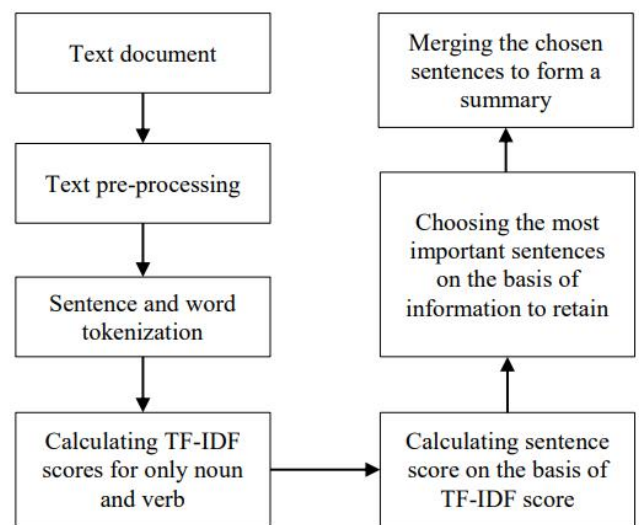 Text document
Text pre-processing
Sentence and word
tokenization
Calculating TF-IDF
scores for only noun
and verb
Calculating sentence
score on the basis of
TF-IDF score
Choosing the most
important sentences
on the basis of
information to retain
Merging the chosen
sentences to form a
summary